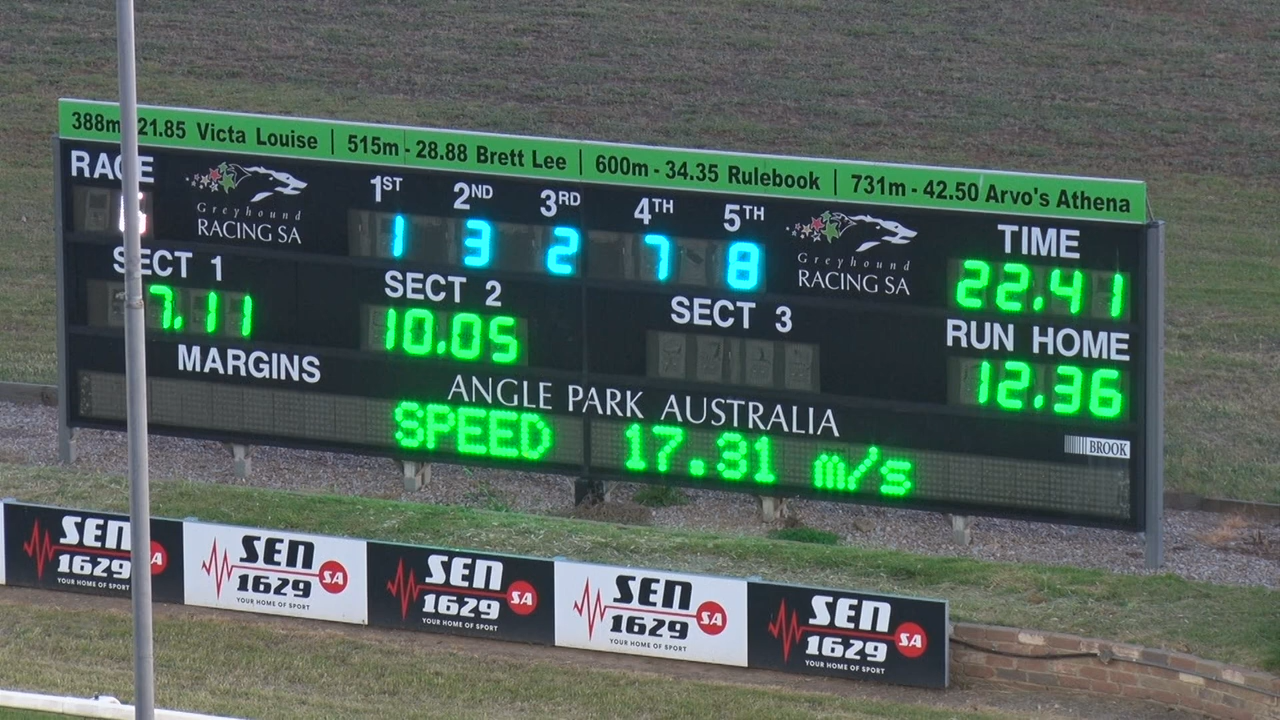 388m - 21.85 Victa Louise | 515m - 28.88 Brett Lee | 600m - 34.35 Rulebook | 731m - 42.50 Arvo's Athena
RACE
Greyhound
RACING SA
1ST 2ND 3RD 4TH 5TH
1 3 2 7 8
Greyhound
RACING SA
TIME
22.41
SECT 1
7.11
SECT 2
10.05
SECT 3
RUN HOME
12.36
MARGINS
ANGLE PARK AUSTRALIA
SPEED 17.31 m/s
BROOK
SEN
1629 SA
YOUR HOME OF SPORT
SEN
1629 SA
YOUR HOME OF SPORT
SEN
1629 SA
YOUR HOME OF SPORT
SEN
1629 SA
YOUR HOME OF SPORT
SEN
1629 SA
YOUR HOME OF SPORT